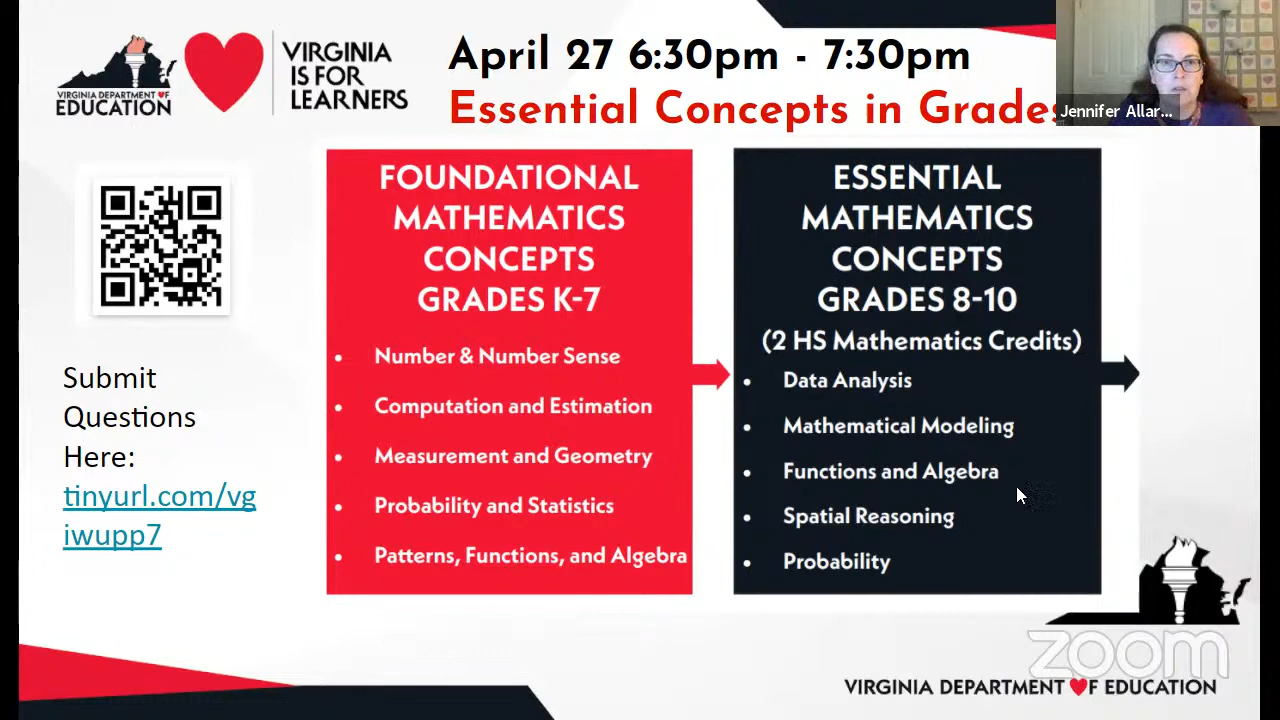 VIRGINIA DEPARTMENT OF
EDUCATION
VIRGINIA
IS FOR
LEARNERS
April 27 6:30pm - 7:30pm
Essential Concepts in Grades
Jennifer Allar...
Submit
Questions
Here:
tinyurl.com/vg
iwupp7
FOUNDATIONAL
MATHEMATICS
CONCEPTS
GRADES K-7
• Number & Number Sense
• Computation and Estimation
• Measurement and Geometry
• Probability and Statistics
• Patterns, Functions, and Algebra
ESSENTIAL
MATHEMATICS
CONCEPTS
GRADES 8-10
(2 HS Mathematics Credits)
• Data Analysis
• Mathematical Modeling
• Functions and Algebra
• Spatial Reasoning
• Probability
zoom
VIRGINIA DEPARTMENT OF EDUCATION